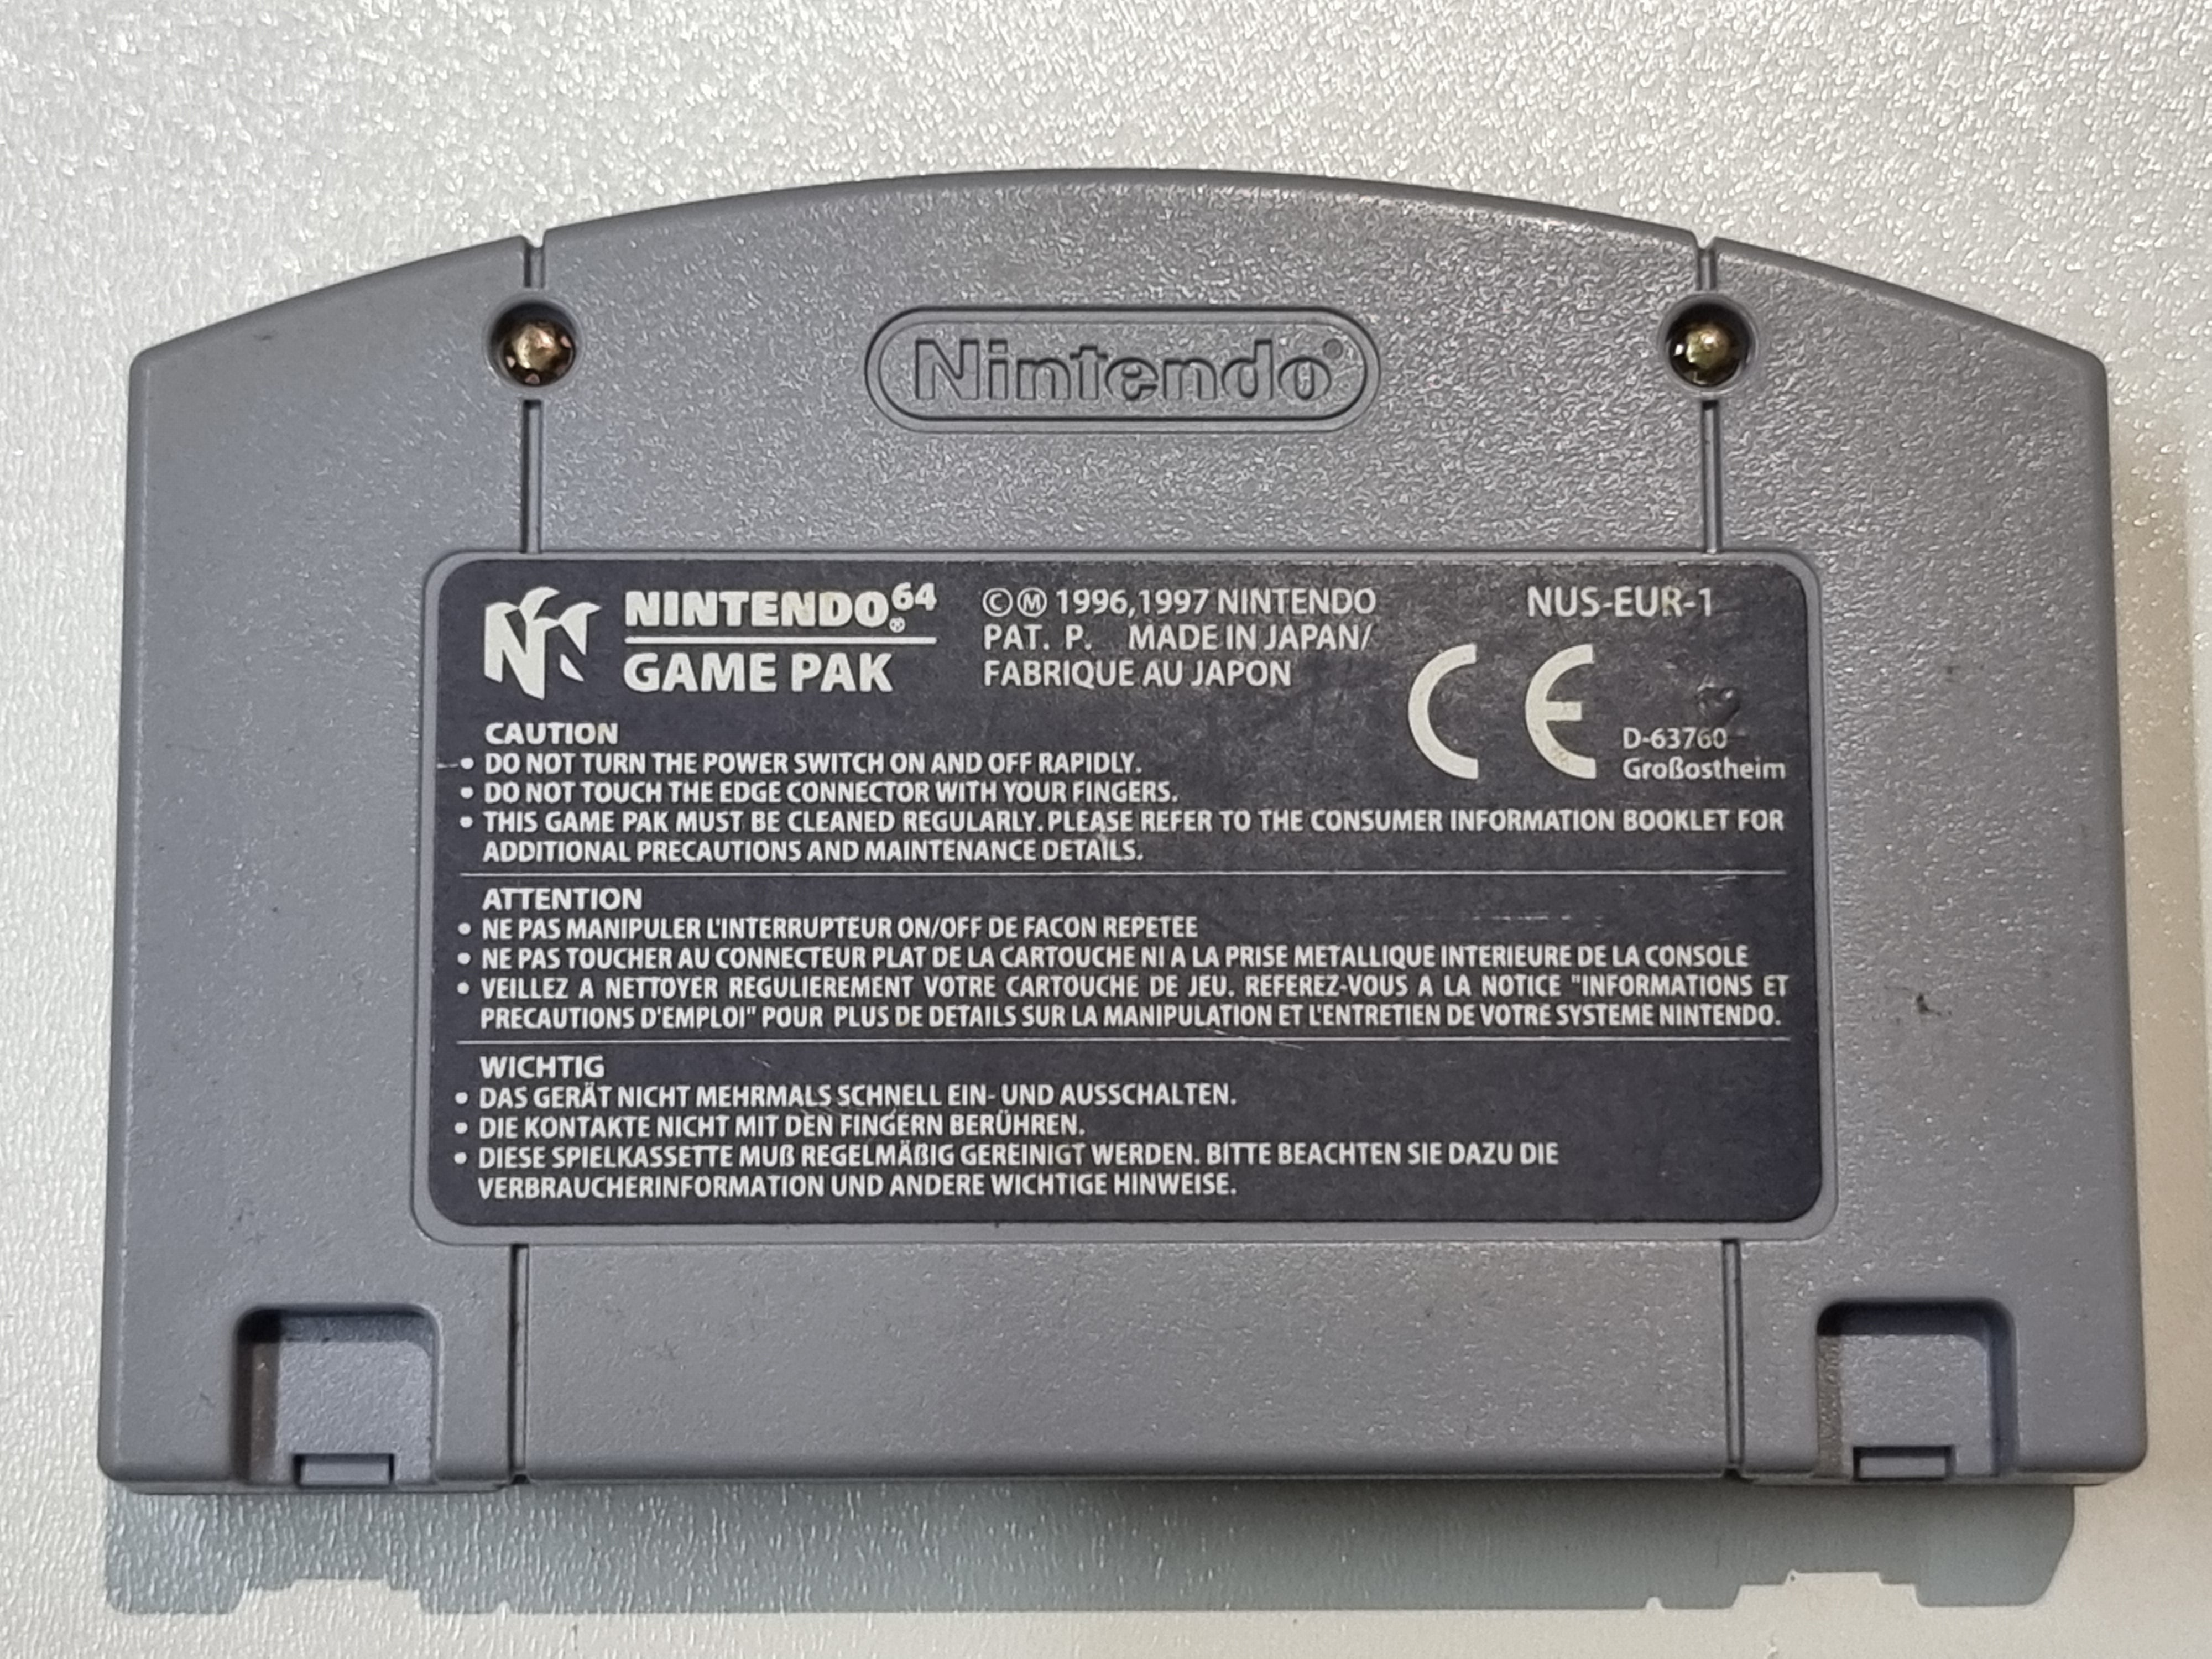 Nintendo®
NINTENDO®64
GAME PAK
©Ⓜ 1996,1997 NINTENDO
PAT. P. MADE IN JAPAN/
FABRIQUE AU JAPON
NUS-EUR-1
CE
D-63760
Großostheim
CAUTION
• DO NOT TURN THE POWER SWITCH ON AND OFF RAPIDLY.
• DO NOT TOUCH THE EDGE CONNECTOR WITH YOUR FINGERS.
• THIS GAME PAK MUST BE CLEANED REGULARLY. PLEASE REFER TO THE CONSUMER INFORMATION BOOKLET FOR
ADDITIONAL PRECAUTIONS AND MAINTENANCE DETAILS.
ATTENTION
• NE PAS MANIPULER L'INTERRUPTEUR ON/OFF DE FACON REPETEE
• NE PAS TOUCHER AU CONNECTEUR PLAT DE LA CARTOUCHE NI A LA PRISE METALLIQUE INTERIEURE DE LA CONSOLE
• VEILLEZ A NETTOYER REGULIEREMENT VOTRE CARTOUCHE DE JEU. REFEREZ-VOUS A LA NOTICE "INFORMATIONS ET
PRECAUTIONS D'EMPLOI" POUR PLUS DE DETAILS SUR LA MANIPULATION ET L'ENTRETIEN DE VOTRE SYSTEME NINTENDO.
WICHTIG
• DAS GERÄT NICHT MEHRMALS SCHNELL EIN- UND AUSSCHALTEN.
• DIE KONTAKTE NICHT MIT DEN FINGERN BERÜHREN.
• DIESE SPIELKASSETTE MUß REGELMÄßIG GEREINIGT WERDEN. BITTE BEACHTEN SIE DAZU DIE
VERBRAUCHERINFORMATION UND ANDERE WICHTIGE HINWEISE.